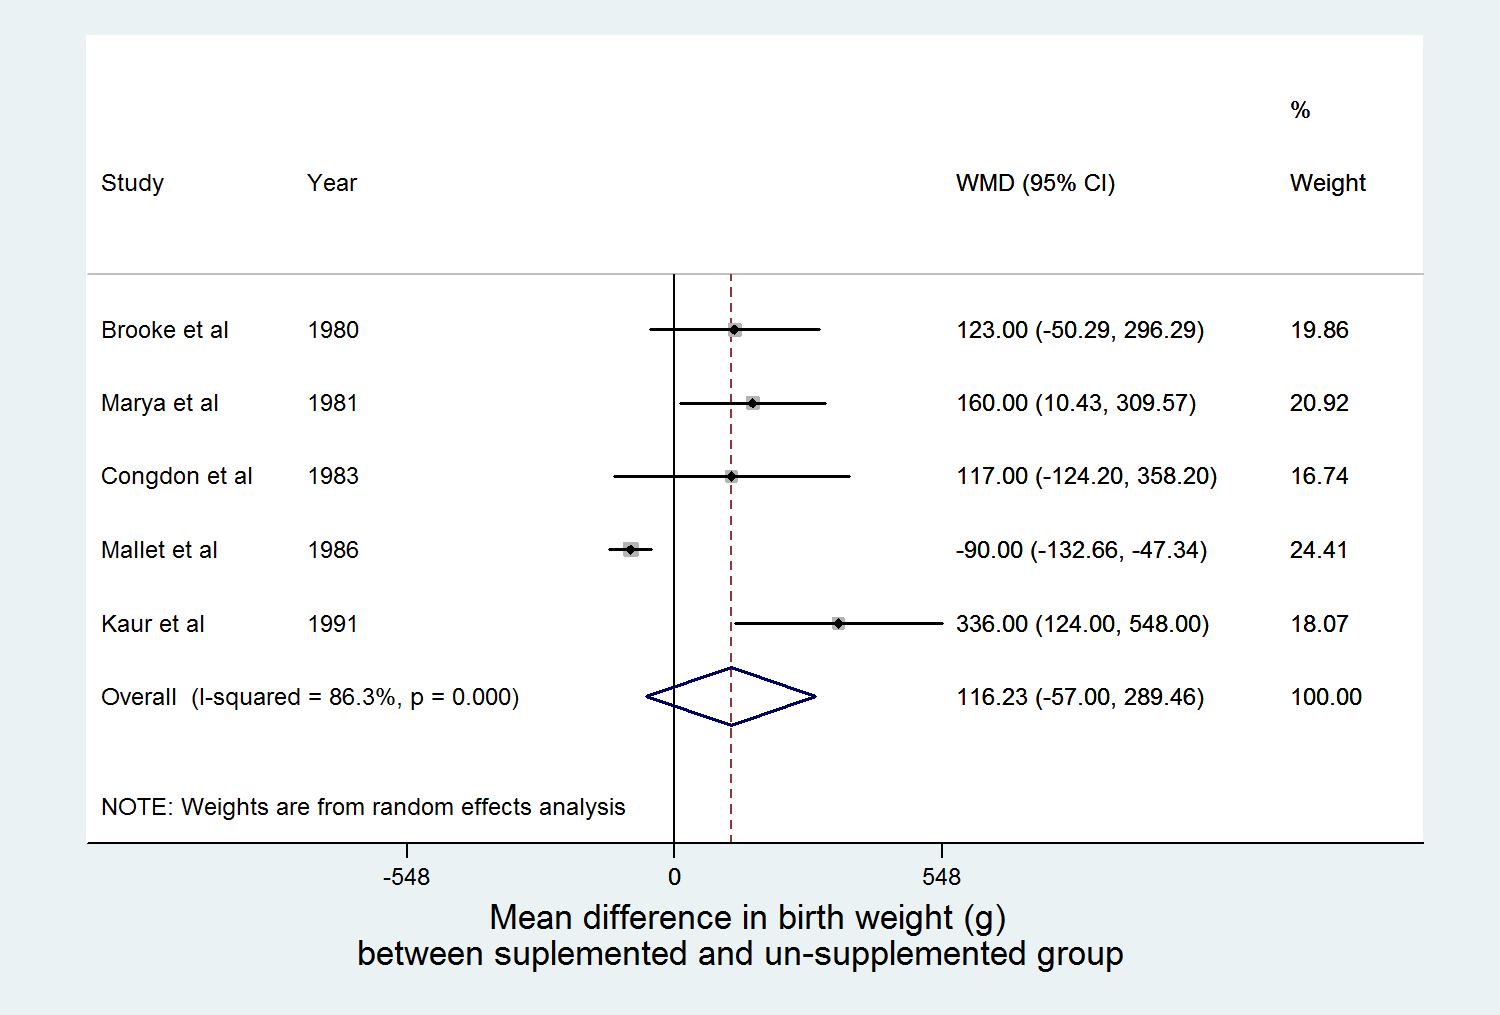 %
Study Year WMD (95% CI) Weight
Brooke et al 1980 123.00 (-50.29, 296.29) 19.86
Marya et al 1981 160.00 (10.43, 309.57) 20.92
Congdon et al 1983 117.00 (-124.20, 358.20) 16.74
Mallet et al 1986 -90.00 (-132.66, -47.34) 24.41
Kaur et al 1991 336.00 (124.00, 548.00) 18.07
Overall (I-squared = 86.3%, p = 0.000) 116.23 (-57.00, 289.46) 100.00
NOTE: Weights are from random effects analysis
-548 0 548
Mean difference in birth weight (g)
between suplemented and un-supplemented group